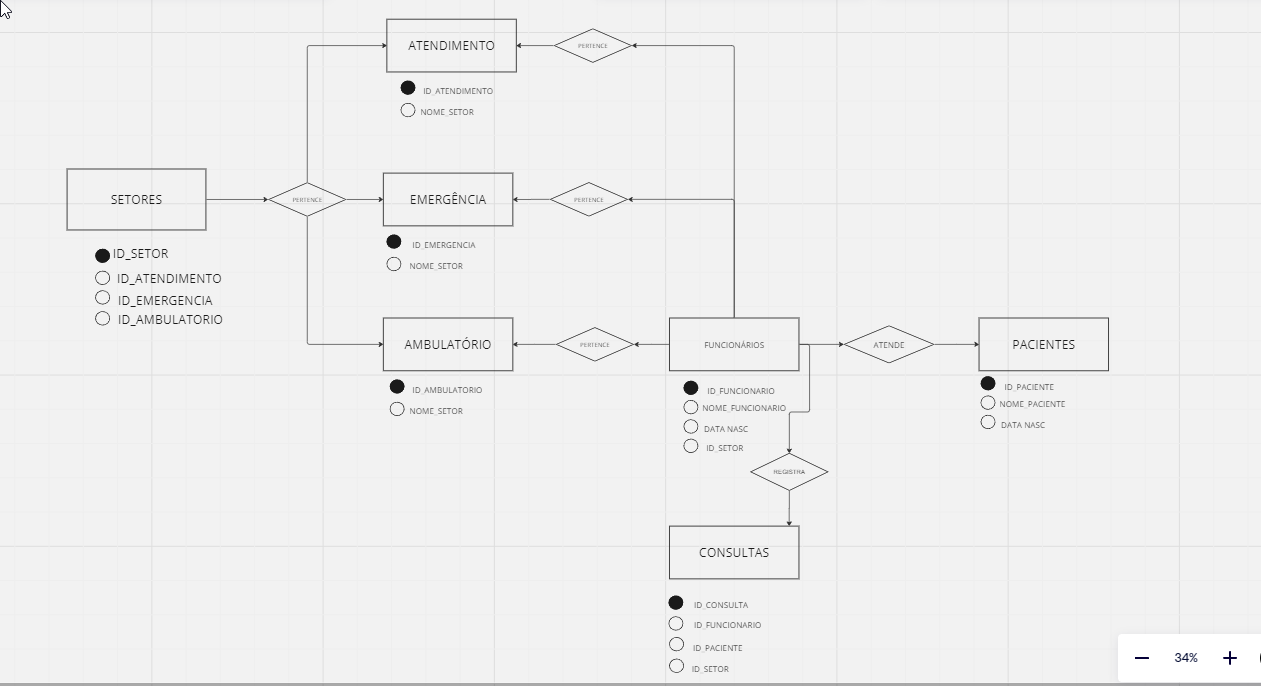 ATENDIMENTO
PERTENCE
ID_ATENDIMENTO
NOME_SETOR
SETORES
PERTENCE
EMERGÊNCIA
PERTENCE
ID_SETOR
ID_ATENDIMENTO
ID_EMERGENCIA
ID_AMBULATORIO
ID_EMERGENCIA
NOME_SETOR
AMBULATÓRIO
PERTENCE
FUNCIONÁRIOS
ATENDE
PACIENTES
ID_AMBULATORIO
NOME_SETOR
ID_FUNCIONARIO
NOME_FUNCIONARIO
DATA NASC
ID_SETOR
ID_PACIENTE
NOME_PACIENTE
DATA NASC
REGISTRA
CONSULTAS
ID_CONSULTA
ID_FUNCIONARIO
ID_PACIENTE
ID_SETOR
34%